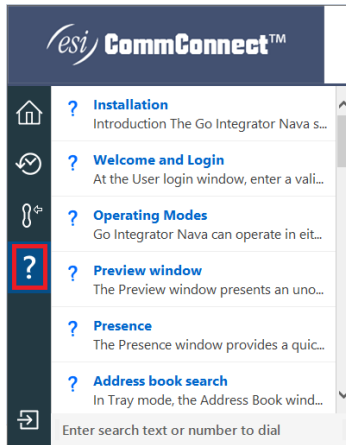 esi CommConnect™
? Installation
Introduction The Go Integrator Nava s...
? Welcome and Login
At the User login window, enter a vali...
? Operating Modes
Go Integrator Nava can operate in eit...
? Preview window
The Preview window presents an uno...
? Presence
The Presence window provides a quic...
? Address book search
In Tray mode, the Address Book wind...
?
Enter search text or number to dial